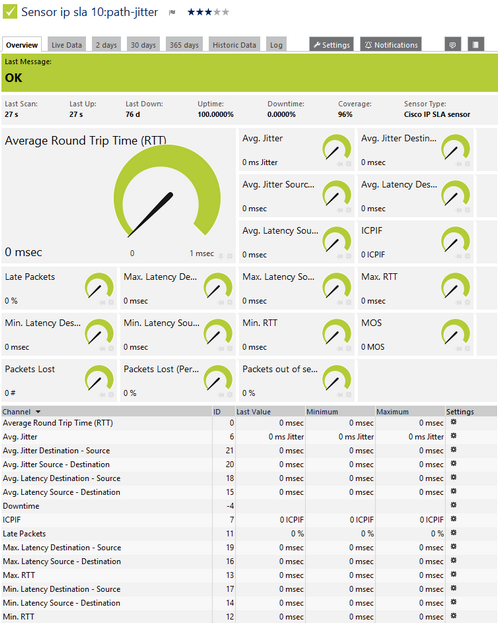 Sensor ip sla 10:path-jitter
Overview Live Data 2 days 30 days 365 days Historic Data Log Settings Notifications
Last Message:
OK
Last Scan: Last Up: Last Down: Uptime: Downtime: Coverage: Sensor Type:
27 s 27 s 76 d 100.0000% 0.0000% 96% Cisco IP SLA sensor
Average Round Trip Time (RTT)
0 msec
0 1 msec
Avg. Jitter
0 ms Jitter
Avg. Jitter Destin...
0 msec
Avg. Jitter Sourc...
0 msec
Avg. Latency Des...
0 msec
Avg. Latency Sou...
0 msec
ICPIF
0 ICPIF
Late Packets
0 %
Max. Latency De...
0 msec
Max. Latency So...
0 msec
Max. RTT
0 msec
Min. Latency Des...
0 msec
Min. Latency Sou...
0 msec
Min. RTT
0 msec
MOS
0 MOS
Packets Lost
0 #
Packets Lost (Per...
0 %
Packets out of se...
0 %
Channel ID Last Value Minimum Maximum Settings
Average Round Trip Time (RTT) 0 0 msec 0 msec 0 msec
Avg. Jitter 6 0 ms Jitter 0 ms Jitter 0 ms Jitter
Avg. Jitter Destination - Source 21 0 msec 0 msec 0 msec
Avg. Jitter Source - Destination 20 0 msec 0 msec 0 msec
Avg. Latency Destination - Source 18 0 msec 0 msec 0 msec
Avg. Latency Source - Destination 15 0 msec 0 msec 0 msec
Downtime -4
ICPIF 7 0 ICPIF 0 ICPIF 0 ICPIF
Late Packets 11 0 % 0 % 0 %
Max. Latency Destination - Source 19 0 msec 0 msec 0 msec
Max. Latency Source - Destination 16 0 msec 0 msec 0 msec
Max. RTT 13 0 msec 0 msec 0 msec
Min. Latency Destination - Source 17 0 msec 0 msec 0 msec
Min. Latency Source - Destination 14 0 msec 0 msec 0 msec
Min. RTT 12 0 msec 0 msec 0 msec